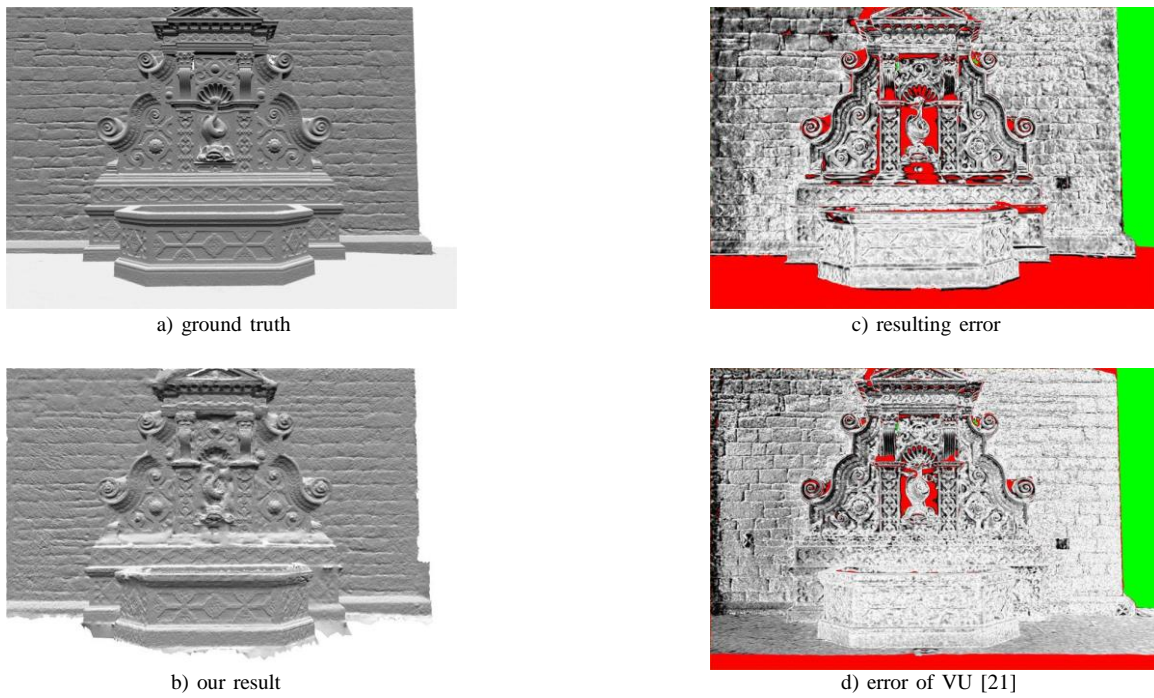 a) ground truth
c) resulting error
b) our result
d) error of VU [21]